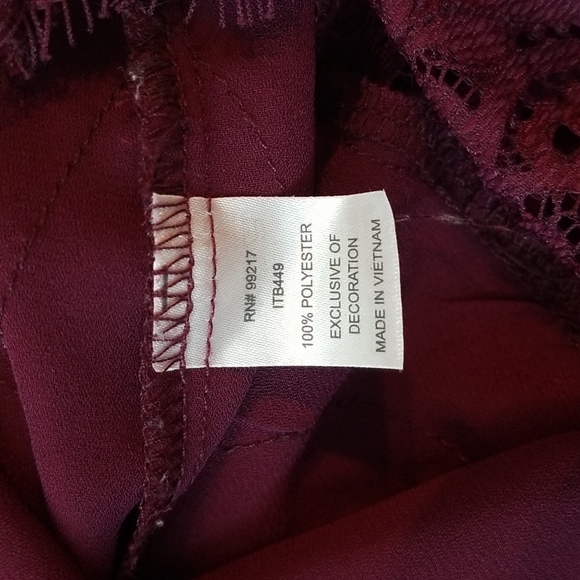 RN# 99217
ITB449
100% POLYESTER
EXCLUSIVE OF
DECORATION
MADE IN VIETNAM